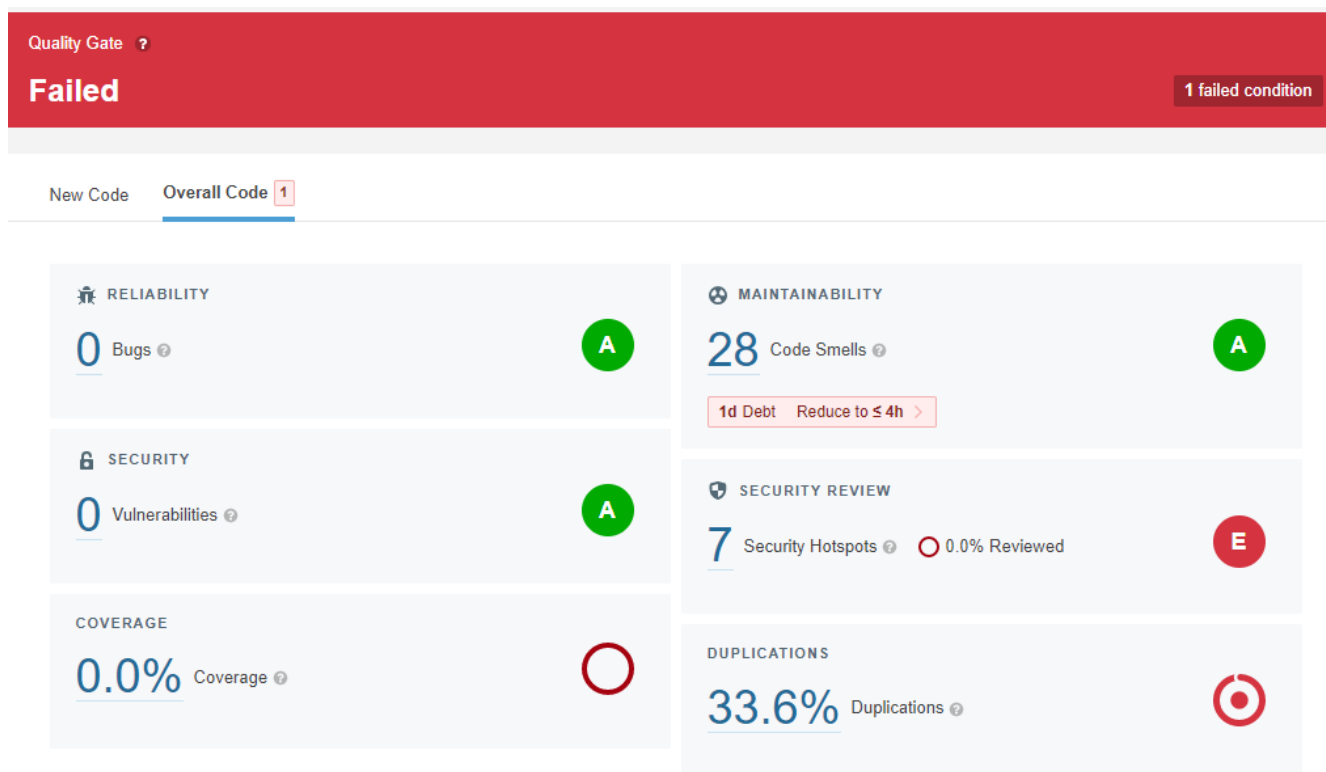 Quality Gate ?
Failed
1 failed condition
New Code Overall Code 1
RELIABILITY
0 Bugs ?
A
MAINTAINABILITY
28 Code Smells ?
A
1d Debt Reduce to ≤ 4h >
SECURITY
0 Vulnerabilities ?
A
SECURITY REVIEW
7 Security Hotspots ? 0.0% Reviewed
E
COVERAGE
0.0% Coverage ?
DUPLICATIONS
33.6% Duplications ?